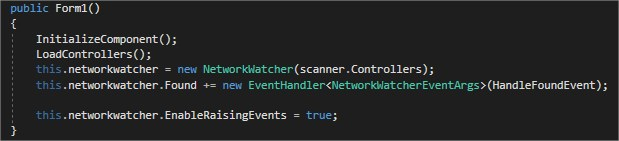 public Form1()
{
InitializeComponent();
LoadControllers();
this.networkwatcher = new NetworkWatcher(scanner.Controllers);
this.networkwatcher.Found += new EventHandler<NetworkWatcherEventArgs>(HandleFoundEvent);
this.networkwatcher.EnableRaisingEvents = true;
}